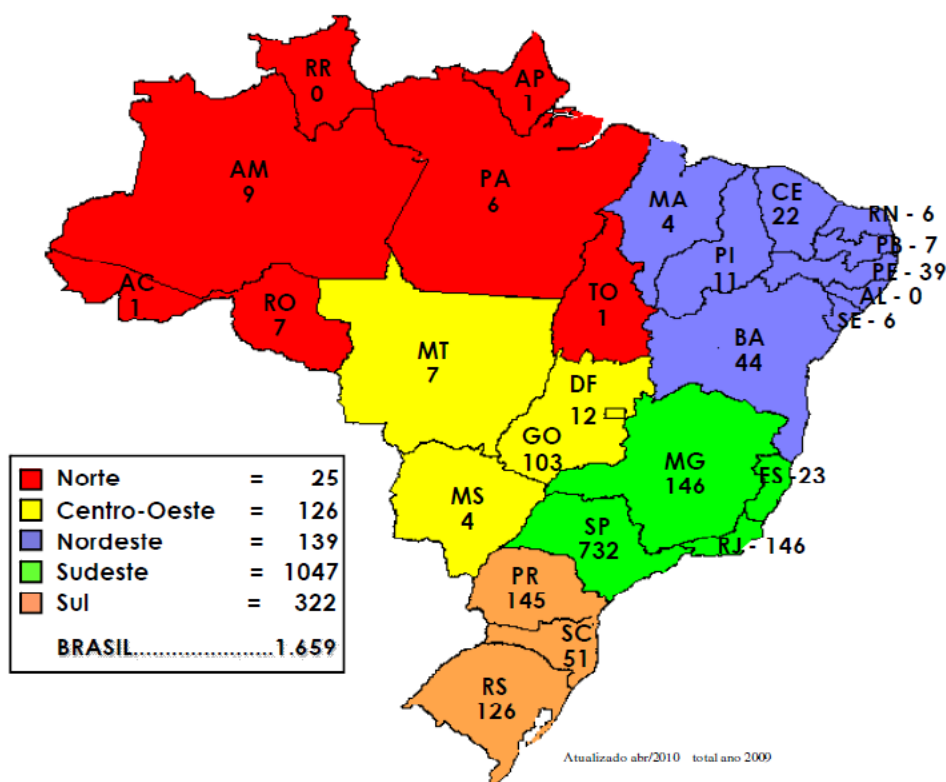 RR
0
AP
1
AM
9
PA
6
MA
4
CE
22
RN - 6
PB - 7
PE - 39
AL - 0
SE - 6
PI
11
AC
1
RO
7
TO
1
BA
44
MT
7
DF
12
GO
103
MG
146
ES - 23
MS
4
SP
732
RJ - 146
PR
145
SC
51
RS
126
Norte = 25
Centro-Oeste = 126
Nordeste = 139
Sudeste = 1047
Sul = 322
BRASIL......................1.659
Atualizado abr/2010 total ano 2009